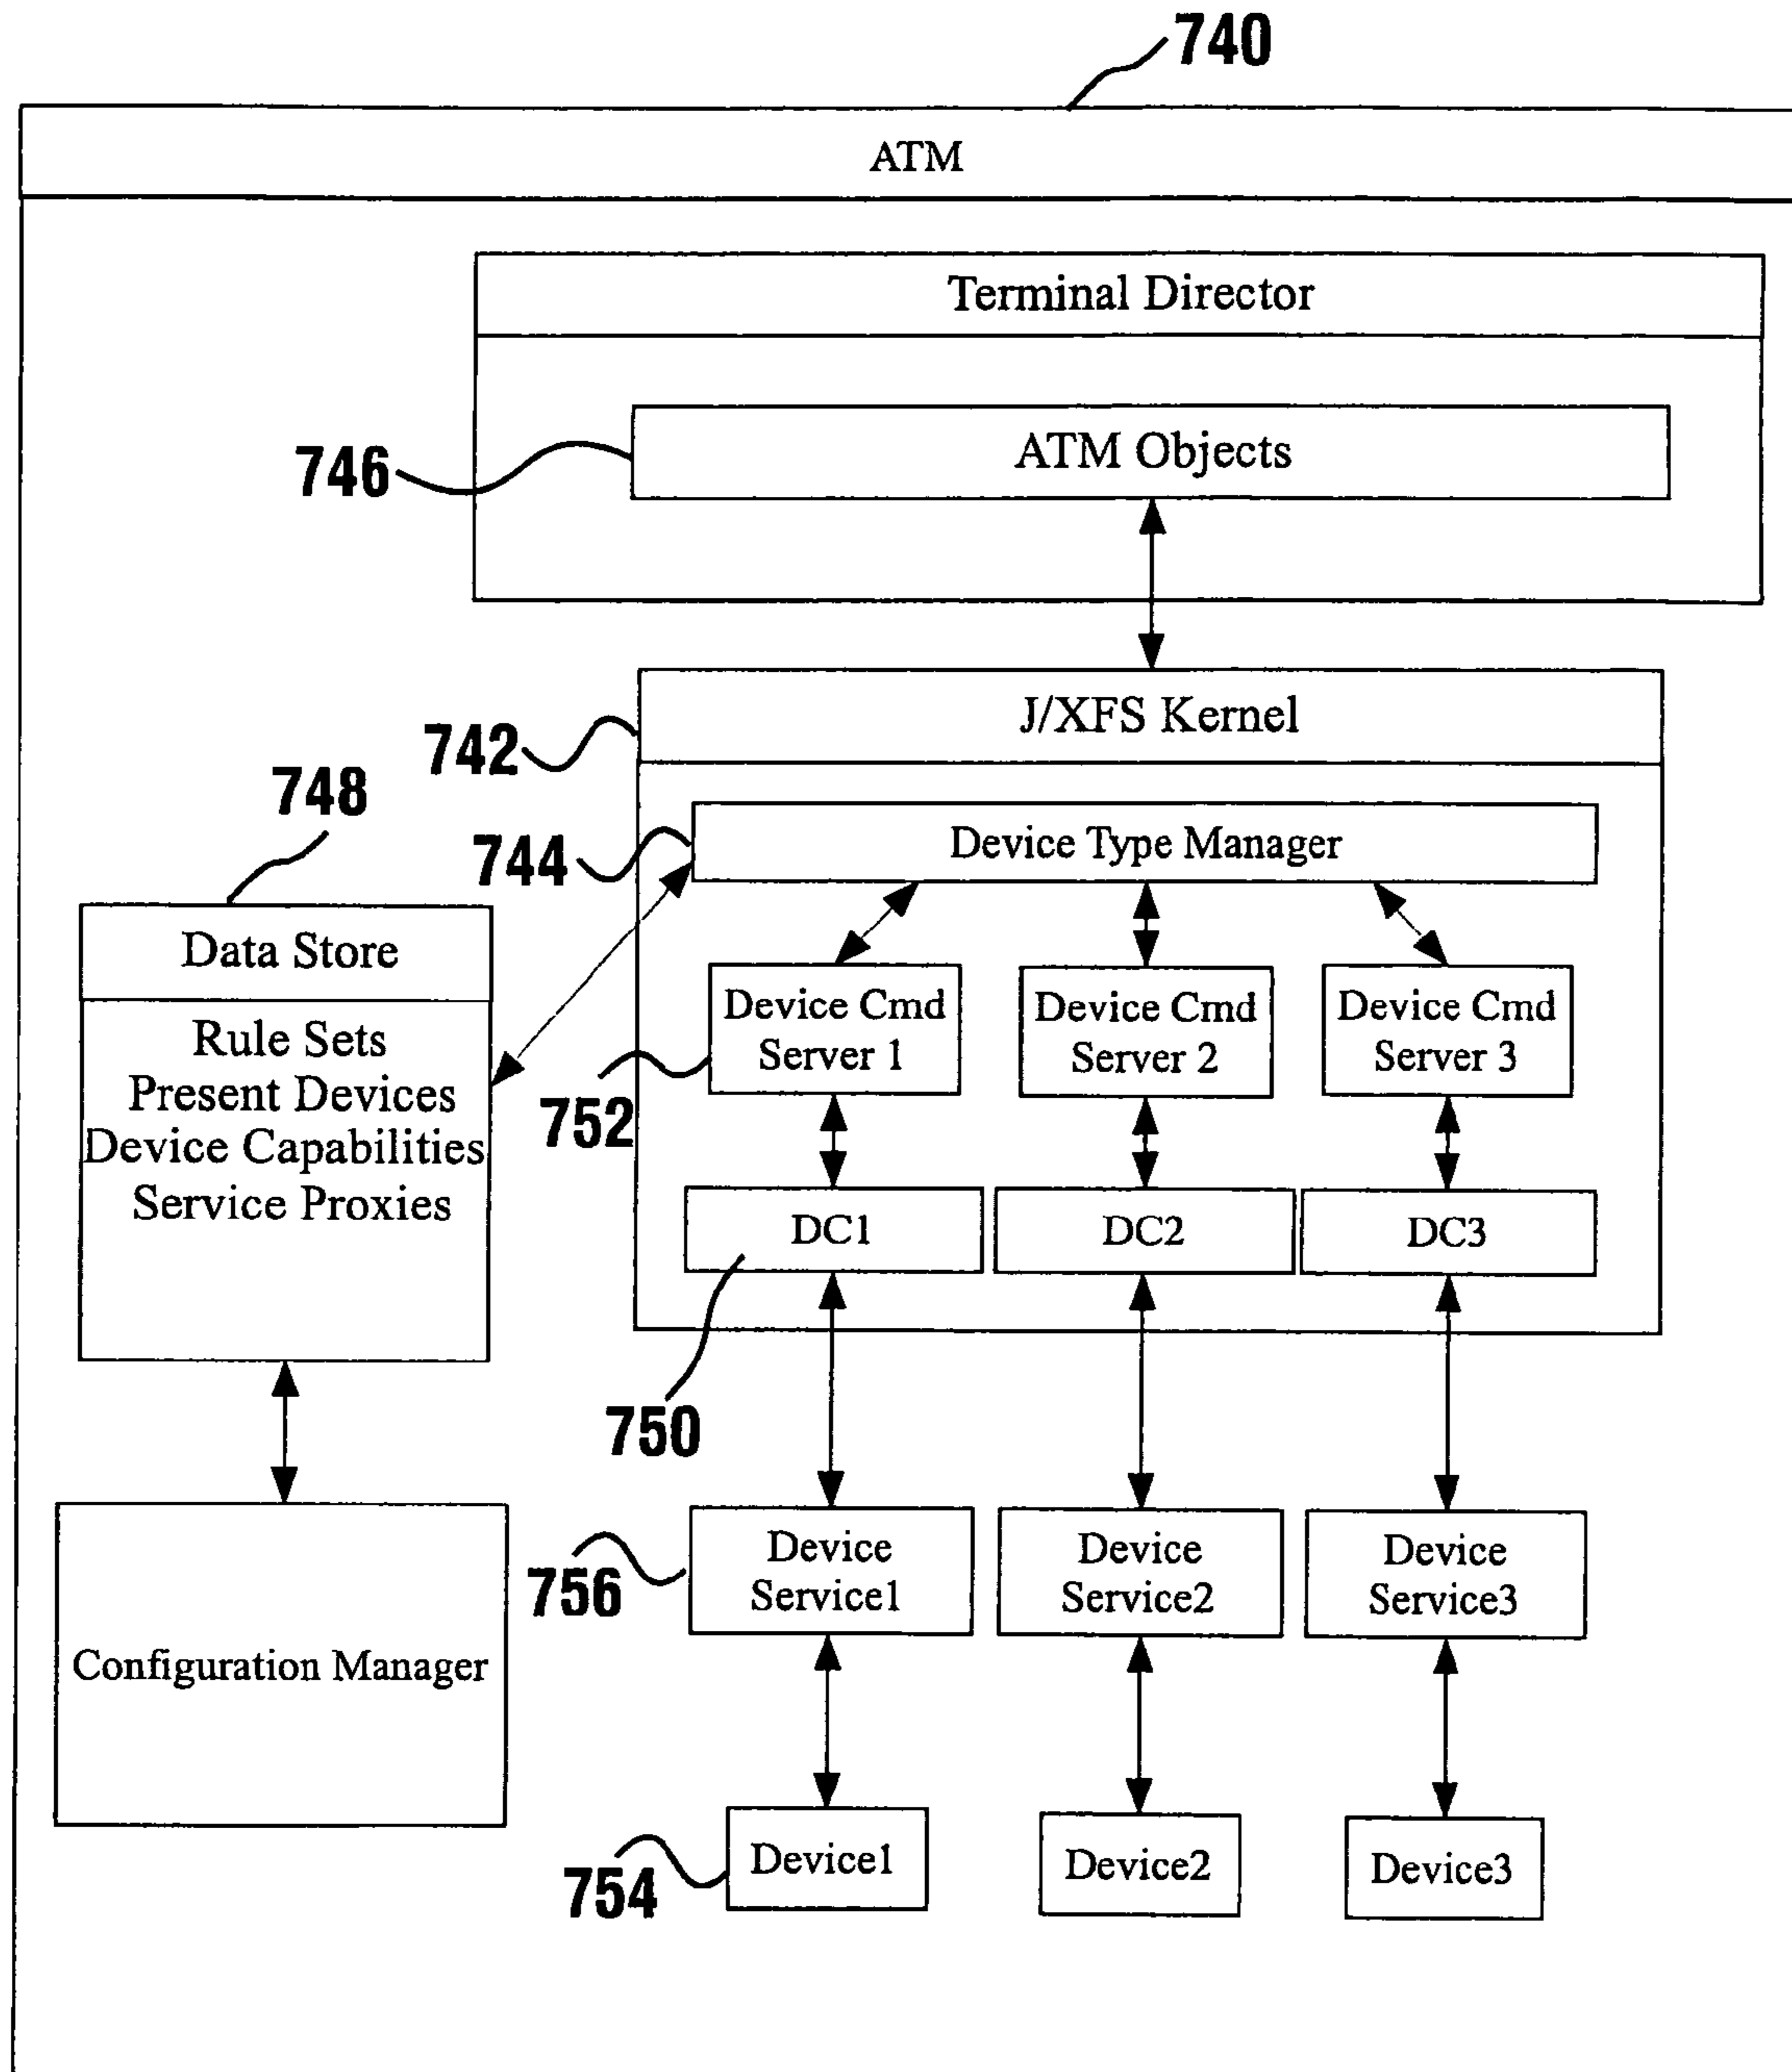 740
ATM
Terminal Director
746
ATM Objects
742
J/XFS Kernel
748
744
Device Type Manager
Data Store
Rule Sets
Present Devices
Device Capabilities
Service Proxies
Device Cmd
Server 1
Device Cmd
Server 2
Device Cmd
Server 3
752
DC1
DC2
DC3
750
756
Device
Service1
Device
Service2
Device
Service3
Configuration Manager
754
Device1
Device2
Device3